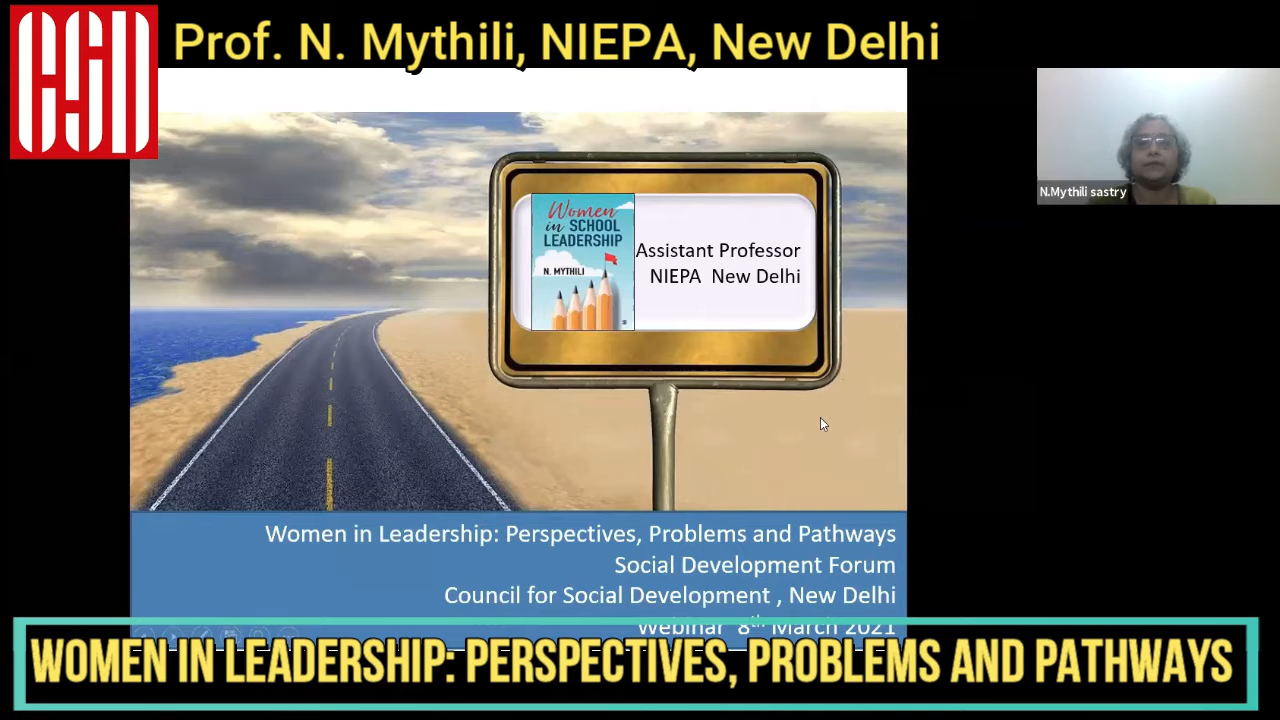 CSD
Prof. N. Mythili, NIEPA, New Delhi
N.Mythili sastry
Women
in SCHOOL
LEADERSHIP
N. MYTHILI
Assistant Professor
NIEPA New Delhi
Women in Leadership: Perspectives, Problems and Pathways
Social Development Forum
Council for Social Development , New Delhi
Webinar 8th March 2021
WOMEN IN LEADERSHIP: PERSPECTIVES, PROBLEMS AND PATHWAYS